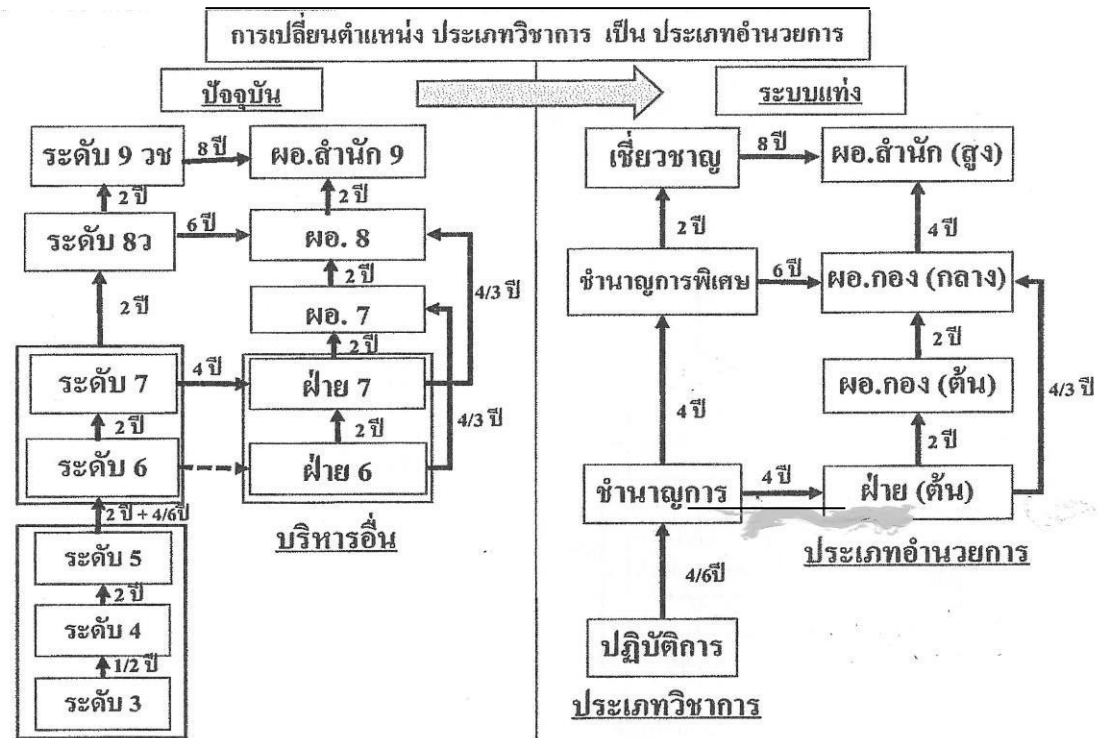 การเปลี่ยนตำแหน่ง ประเภทวิชาการ เป็น ประเภทอำนวยการ
ปัจจุบัน
ระดับ 9 วช
8 ปี
ผอ.สำนัก 9
2 ปี
2 ปี
ระดับ 8ว
6 ปี
ผอ. 8
2 ปี
2 ปี
4/3 ปี
ผอ. 7
2 ปี
ระดับ 7
4 ปี
ฝ่าย 7
2 ปี
2 ปี
4/3 ปี
ระดับ 6
ฝ่าย 6
2 ปี + 4/6ปี
บริหารอื่น
ระดับ 5
2 ปี
ระดับ 4
1/2 ปี
ระดับ 3
ระบบแท่ง
เชี่ยวชาญ
8 ปี
ผอ.สำนัก (สูง)
2 ปี
4 ปี
ชำนาญการพิเศษ
6 ปี
ผอ.กอง (กลาง)
2 ปี
ผอ.กอง (ต้น)
4/3 ปี
4 ปี
2 ปี
ชำนาญการ
4 ปี
ฝ่าย (ต้น)
ประเภทอำนวยการ
4/6ปี
ปฏิบัติการ
ประเภทวิชาการ